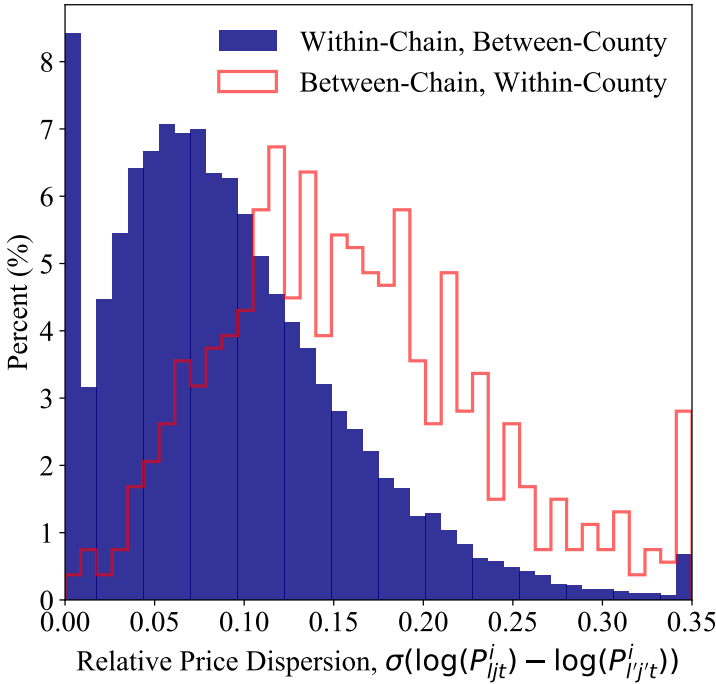 Within-Chain, Between-County
Between-Chain, Within-County
Percent (%)
8
7
6
5
4
3
2
1
0
0.00 0.05 0.10 0.15 0.20 0.25 0.30 0.35
Relative Price Dispersion, σ(log(P^i_{ljt}) − log(P^i_{l'j't}))